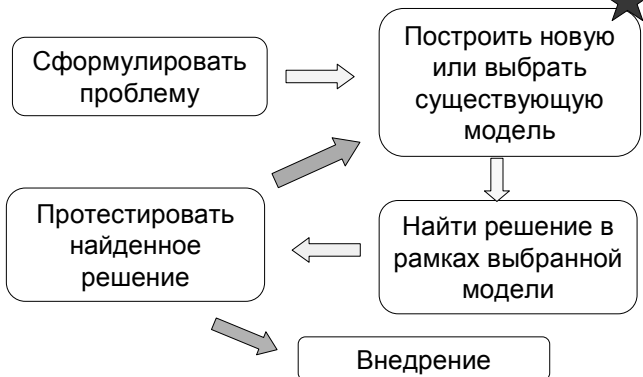 Сформулировать
проблему
Построить новую
или выбрать
существующую
модель
Протестировать
найденное
решение
Найти решение в
рамках выбранной
модели
Внедрение